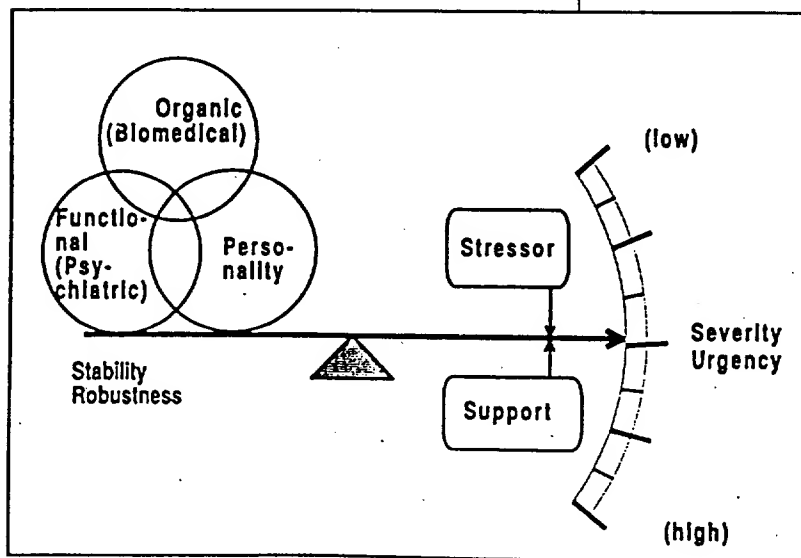 Organic
(Biomedical)
Functio-
nal
(Psy-
chiatric)
Perso-
nality
Stability
Robustness
Stressor
Support
(low)
Severity
Urgency
(high)